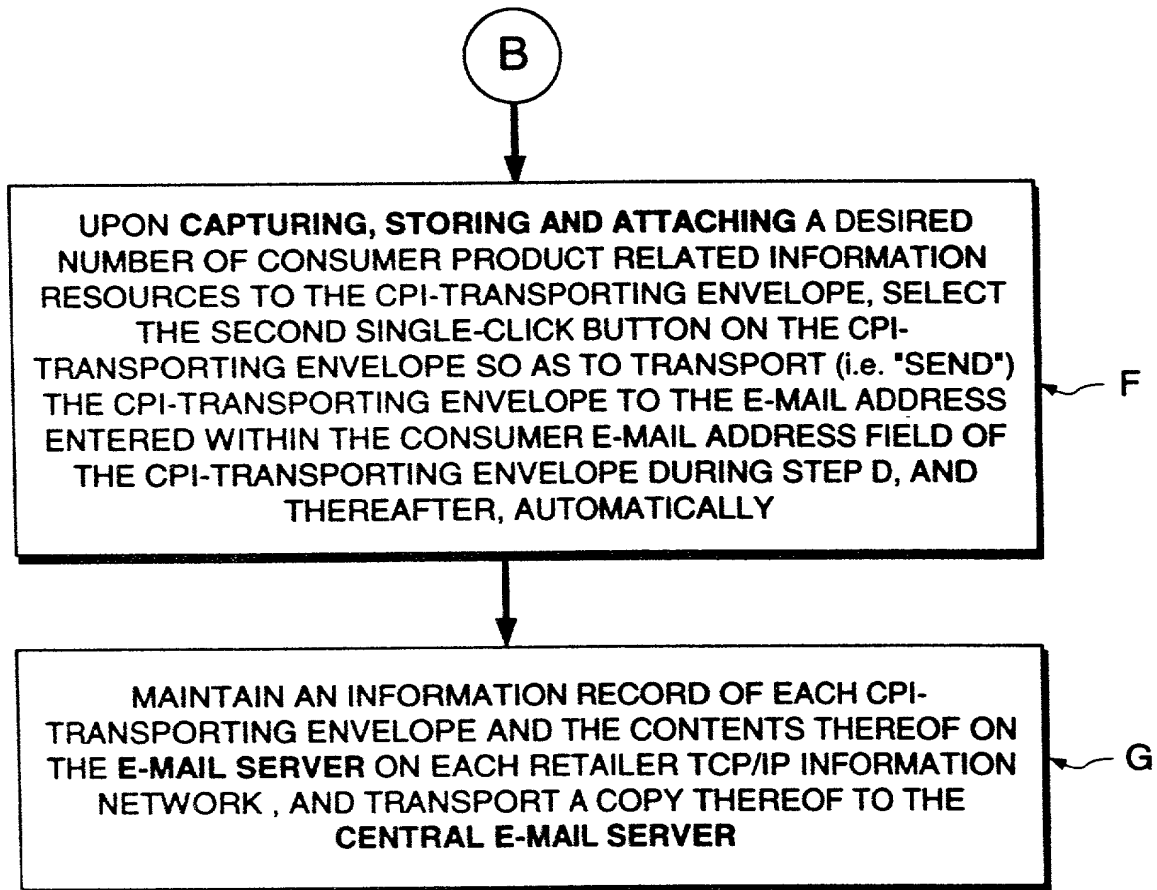 B
UPON CAPTURING, STORING AND ATTACHING A DESIRED
NUMBER OF CONSUMER PRODUCT RELATED INFORMATION
RESOURCES TO THE CPI-TRANSPORTING ENVELOPE, SELECT
THE SECOND SINGLE-CLICK BUTTON ON THE CPI-
TRANSPORTING ENVELOPE SO AS TO TRANSPORT (i.e. "SEND")
THE CPI-TRANSPORTING ENVELOPE TO THE E-MAIL ADDRESS
ENTERED WITHIN THE CONSUMER E-MAIL ADDRESS FIELD OF
THE CPI-TRANSPORTING ENVELOPE DURING STEP D, AND
THEREAFTER, AUTOMATICALLY
F
MAINTAIN AN INFORMATION RECORD OF EACH CPI-
TRANSPORTING ENVELOPE AND THE CONTENTS THEREOF ON
THE E-MAIL SERVER ON EACH RETAILER TCP/IP INFORMATION
NETWORK , AND TRANSPORT A COPY THEREOF TO THE
CENTRAL E-MAIL SERVER
G